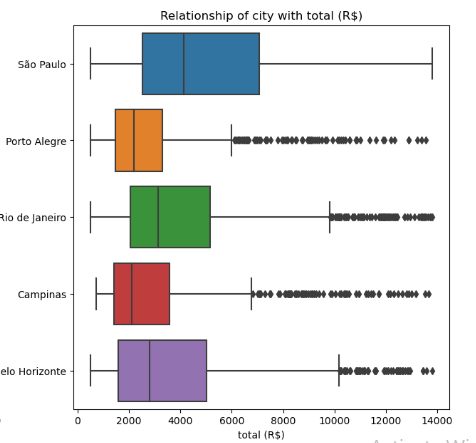 Relationship of city with total (R$)
São Paulo
Porto Alegre
Rio de Janeiro
Campinas
elo Horizonte
0 2000 4000 6000 8000 10000 12000 14000
total (R$)